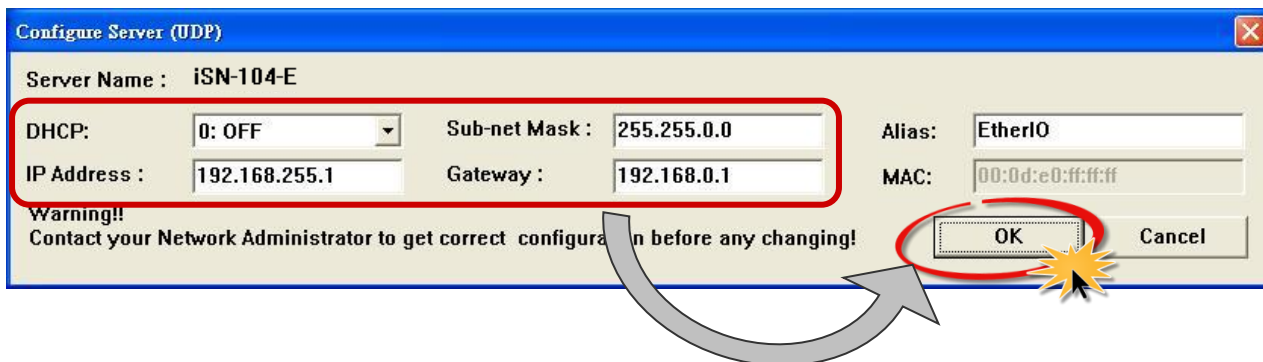 Configure Server (UDP)
Server Name : iSN-104-E
DHCP: 0: OFF Sub-net Mask : 255.255.0.0 Alias: EtherIO
IP Address : 192.168.255.1 Gateway : 192.168.0.1 MAC: 00:0d:e0:ff:ff:ff
Warning!!
Contact your Network Administrator to get correct before any changing!
OK Cancel